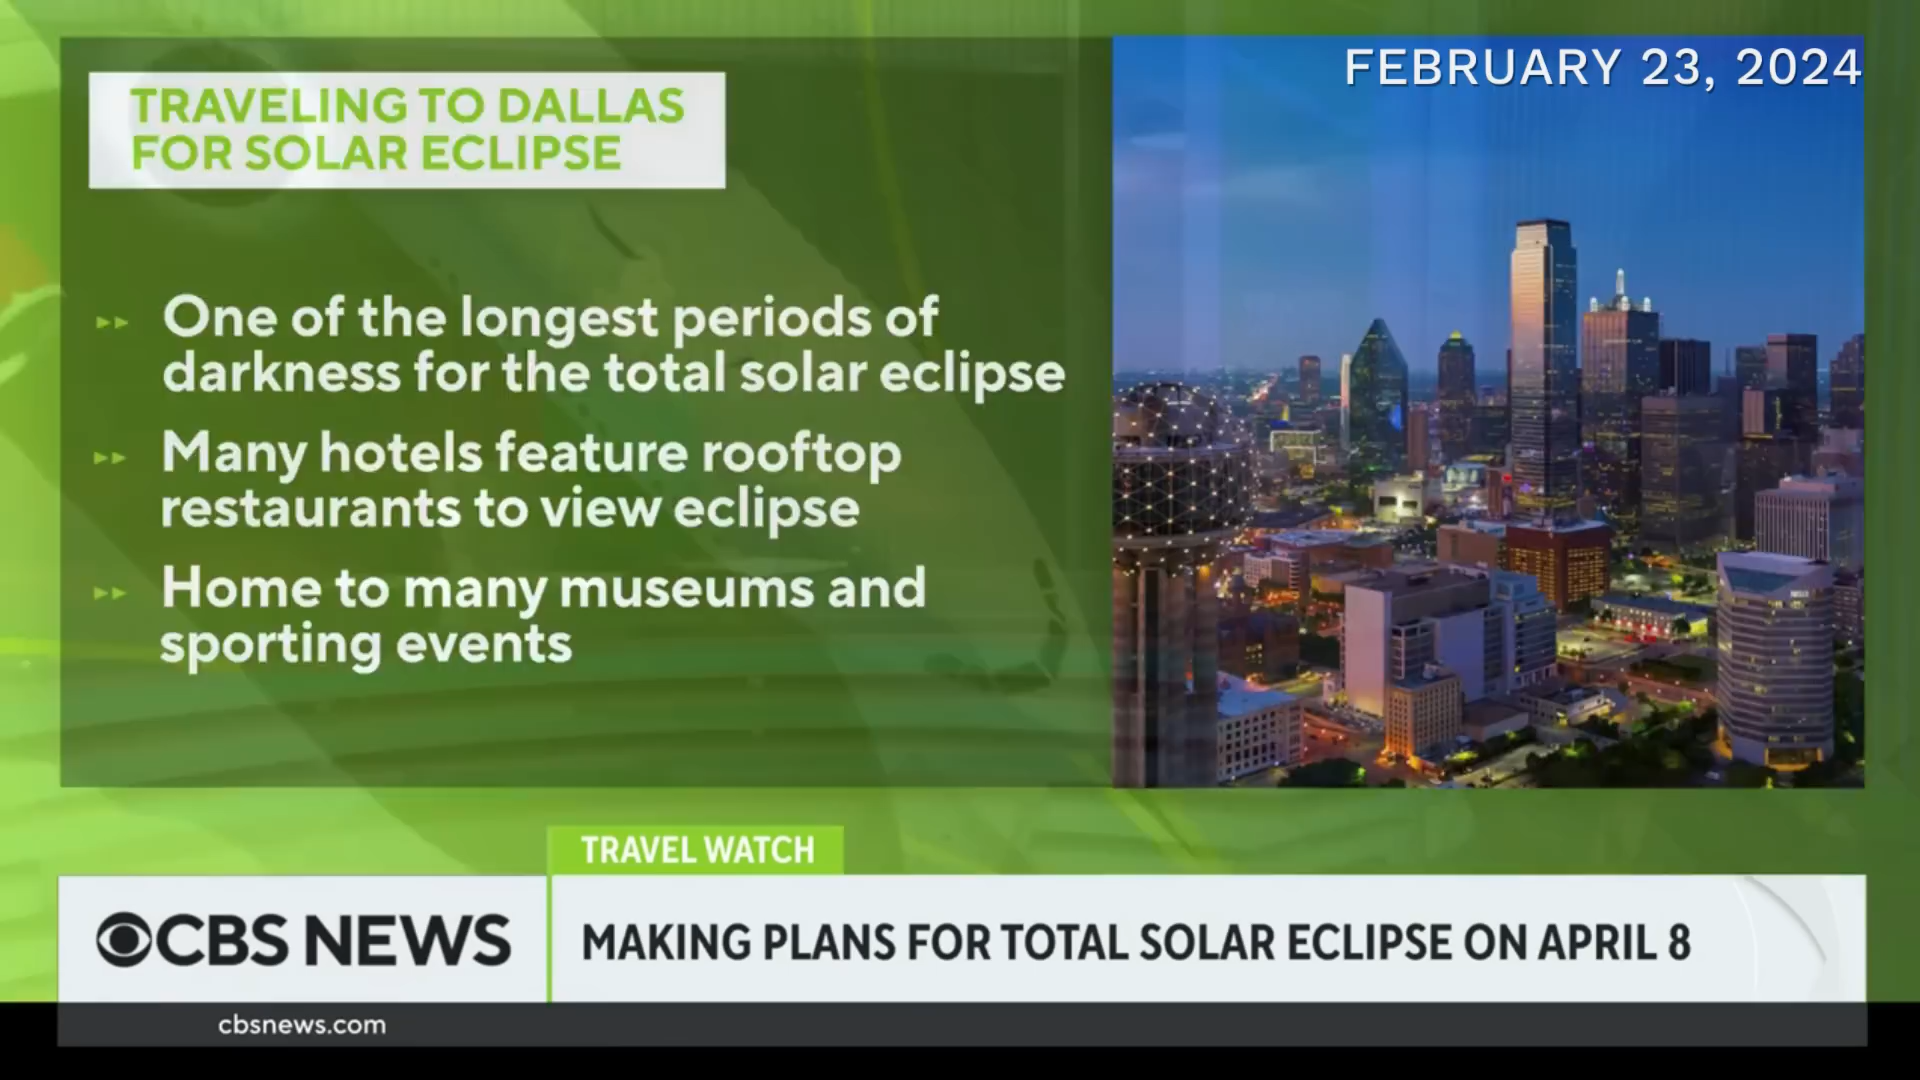 FEBRUARY 23, 2024
TRAVELING TO DALLAS
FOR SOLAR ECLIPSE
One of the longest periods of
darkness for the total solar eclipse
Many hotels feature rooftop
restaurants to view eclipse
Home to many museums and
sporting events
TRAVEL WATCH
CBS NEWS
MAKING PLANS FOR TOTAL SOLAR ECLIPSE ON APRIL 8
cbsnews.com